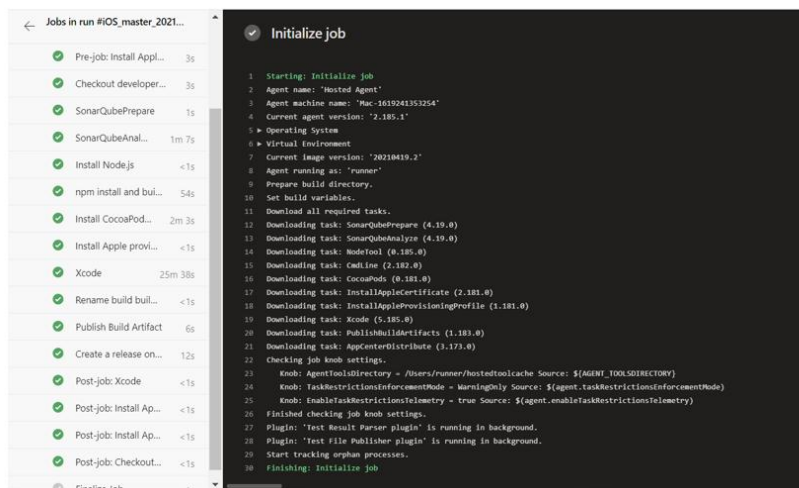 Jobs in run #iOS_master_2021...
Pre-job: Install Appl... 3s
Checkout developer... 3s
SonarQubePrepare 1s
SonarQubeAnal... 1m 7s
Install Node.js <1s
npm install and bui... 54s
Install CocoaPod... 2m 3s
Install Apple provi... <1s
Xcode 25m 38s
Rename build buil... <1s
Publish Build Artifact 6s
Create a release on... 12s
Post-job: Xcode <1s
Post-job: Install Ap... <1s
Post-job: Install Ap... <1s
Post-job: Checkout... <1s
Finalize Job
Initialize job
1 Starting: Initialize job
2 Agent name: 'Hosted Agent'
3 Agent machine name: 'Mac-1619241353254'
4 Current agent version: '2.185.1'
5 Operating System
6 Virtual Environment
7 Current image version: '20210419.2'
8 Agent running as: 'runner'
9 Prepare build directory.
10 Set build variables.
11 Download all required tasks.
12 Downloading task: SonarQubePrepare (4.19.0)
13 Downloading task: SonarQubeAnalyze (4.19.0)
14 Downloading task: NodeTool (0.185.0)
15 Downloading task: CmdLine (2.182.0)
16 Downloading task: CocoaPods (0.181.0)
17 Downloading task: InstallAppleCertificate (2.181.0)
18 Downloading task: InstallAppleProvisioningProfile (1.181.0)
19 Downloading task: Xcode (5.185.0)
20 Downloading task: PublishBuildArtifacts (1.183.0)
21 Downloading task: AppCenterDistribute (3.173.0)
22 Checking job knob settings.
23 Knob: AgentToolsDirectory = /Users/runner/hostedtoolcache Source: ${AGENT_TOOLSDIRECTORY}
24 Knob: TaskRestrictionsEnforcementMode = WarningOnly Source: $(agent.taskRestrictionsEnforcementMode)
25 Knob: EnableTaskRestrictionsTelemetry = true Source: $(agent.enableTaskRestrictionsTelemetry)
26 Finished checking job knob settings.
27 Plugin: 'Test Result Parser plugin' is running in background.
28 Plugin: 'Test File Publisher plugin' is running in background.
29 Start tracking orphan processes.
30 Finishing: Initialize job